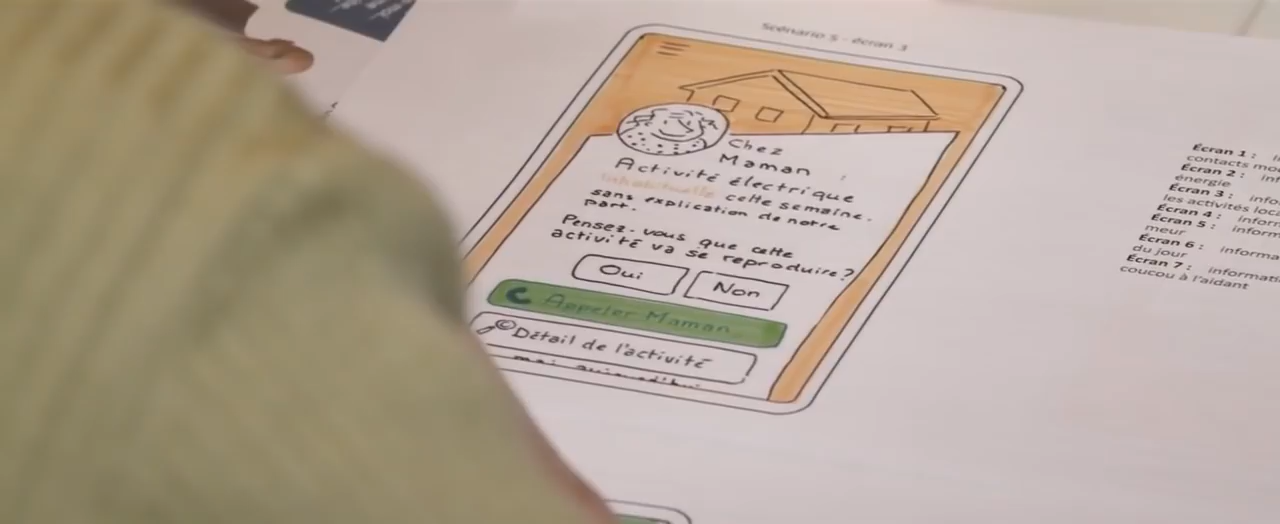 Scénario 5 - écran 3
Chez
Maman
Activité électrique
inhabituelle cette semaine.
sans explication de notre
part.
Pensez-vous que cette
activité va se reproduire?
Oui
Non
Appeler Maman
Détail de l'activité
Écran 1 :
contacts
Écran 2 :
énergie
Écran 3 :
les activités
Écran 4 :
Écran 5 :
meur
Écran 6 :
du jour
Écran 7 :
coucou à l'aidant